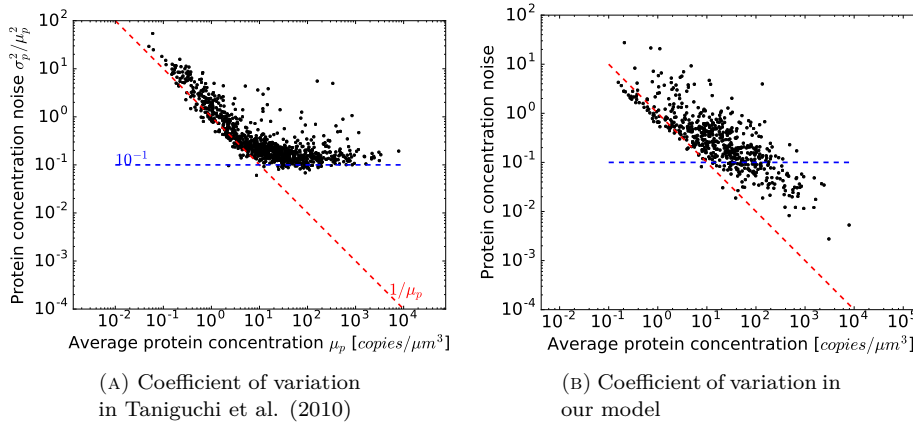 10^2
10^1
10^0
10^-1
10^-2
10^-3
10^-4
Protein concentration noise σ_p^2/μ_p^2
10^-1
1/μ_p
10^-2 10^-1 10^0 10^1 10^2 10^3 10^4
Average protein concentration μ_p [copies/μm^3]
(A) Coefficient of variation
in Taniguchi et al. (2010)
10^2
10^1
10^0
10^-1
10^-2
10^-3
10^-4
Protein concentration noise
10^-2 10^-1 10^0 10^1 10^2 10^3 10^4 10^5
Average protein concentration [copies/μm^3]
(B) Coefficient of variation in
our model